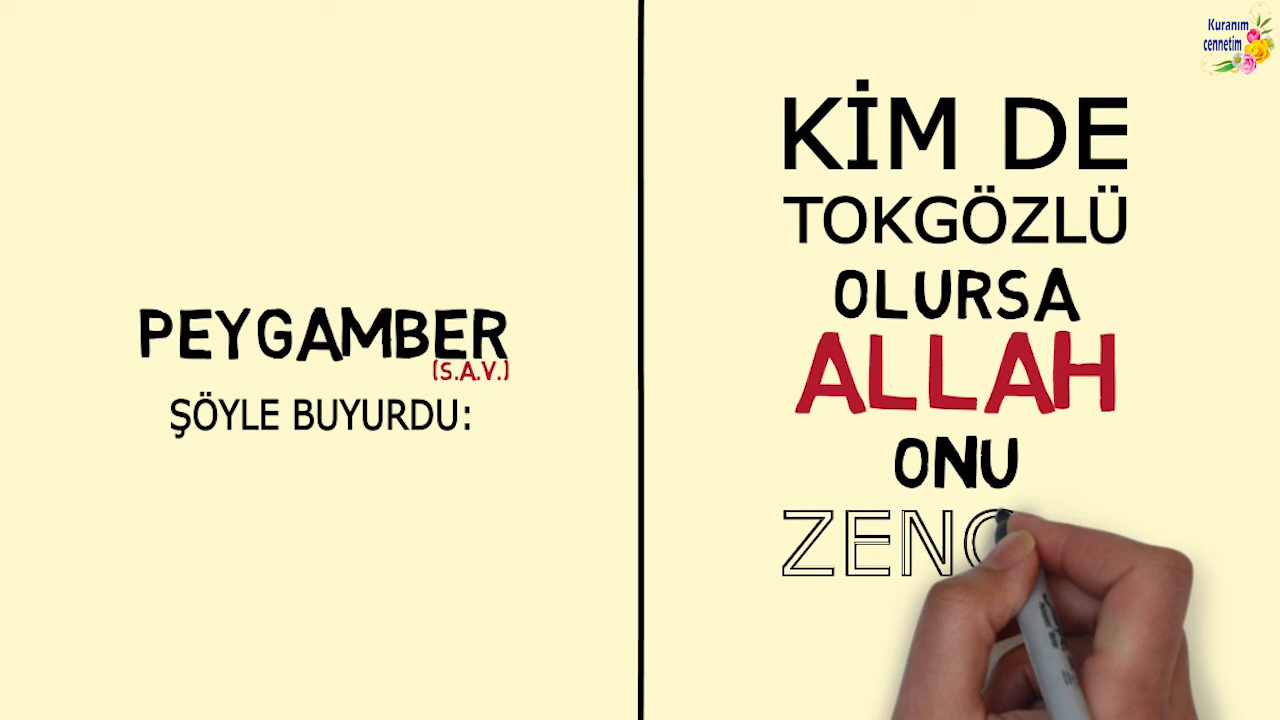 Kuranım
cennetim
PEYGAMBER
(S.A.V.)
ŞÖYLE BUYURDU:
KİM DE
TOKGÖZLÜ
OLURSA
ALLAH
ONU